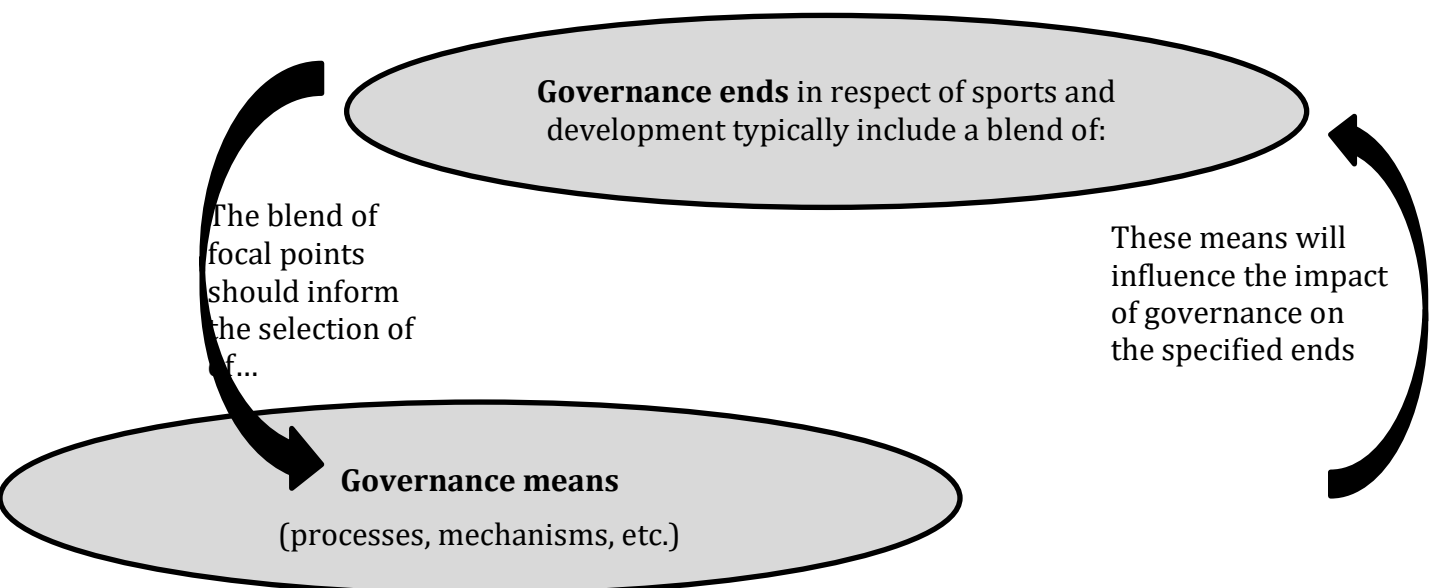 Governance ends in respect of sports and
development typically include a blend of:
The blend of
focal points
should inform
the selection of
of…
These means will
influence the impact
of governance on
the specified ends
Governance means
(processes, mechanisms, etc.)